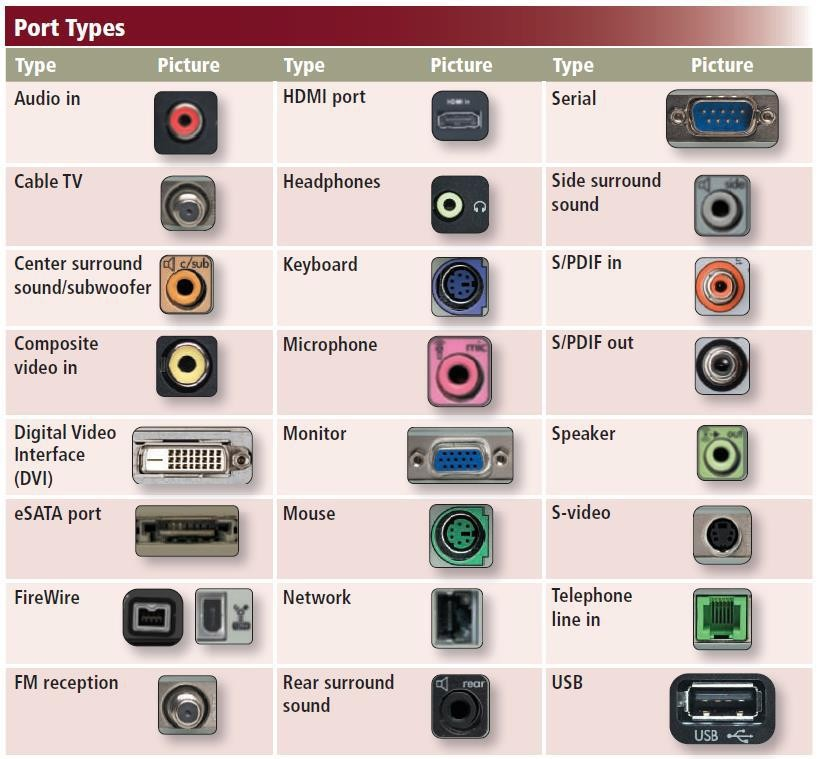 Port Types
Type Picture Type Picture Type Picture
Audio in
HDMI port
HDMI in
Serial
Cable TV
Headphones
Side surround
sound
side
Center surround
sound/subwoofer
c/sub
Keyboard
S/PDIF in
Composite
video in
Microphone
mic
S/PDIF out
Digital Video
Interface
(DVI)
Monitor
Speaker
out
eSATA port
Mouse
S-video
FireWire
Network
Telephone
line in
FM reception
Rear surround
sound
rear
USB
USB